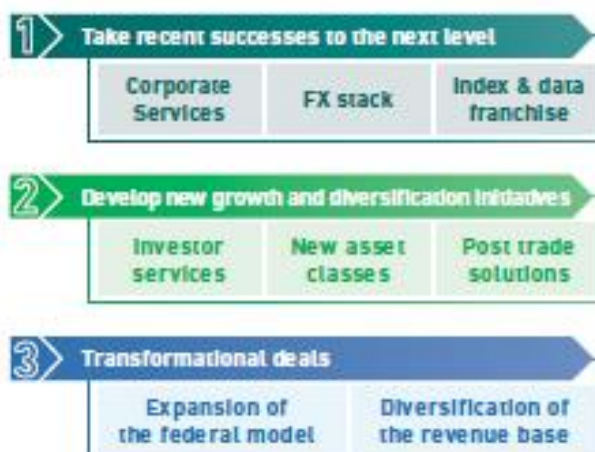 1 Take recent successes to the next level
Corporate
Services
FX stack
Index & data
franchise
2 Develop new growth and diversification initiatives
Investor
services
New asset
classes
Post trade
solutions
3 Transformational deals
Expansion of
the federal model
Diversification of
the revenue base